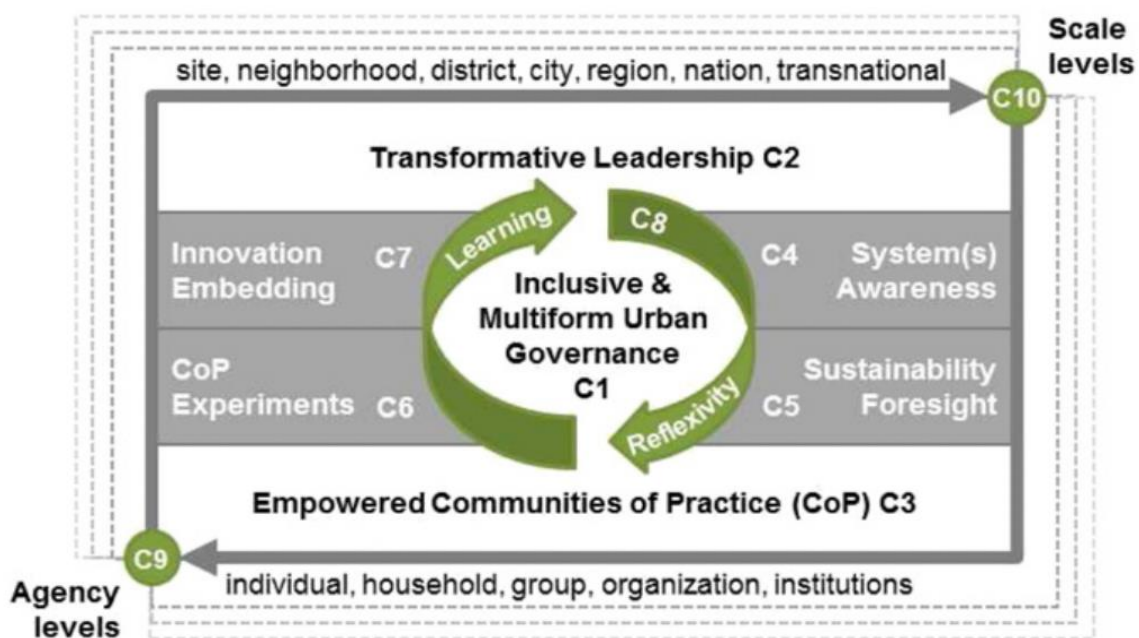 Scale
levels
site, neighborhood, district, city, region, nation, transnational
C10
Transformative Leadership C2
Learning
C8
Innovation
Embedding
C7
C4
System(s)
Awareness
Inclusive &
Multiform Urban
Governance
C1
CoP
Experiments
C6
C5
Sustainability
Foresight
Reflexivity
Empowered Communities of Practice (CoP) C3
C9
individual, household, group, organization, institutions
Agency
levels